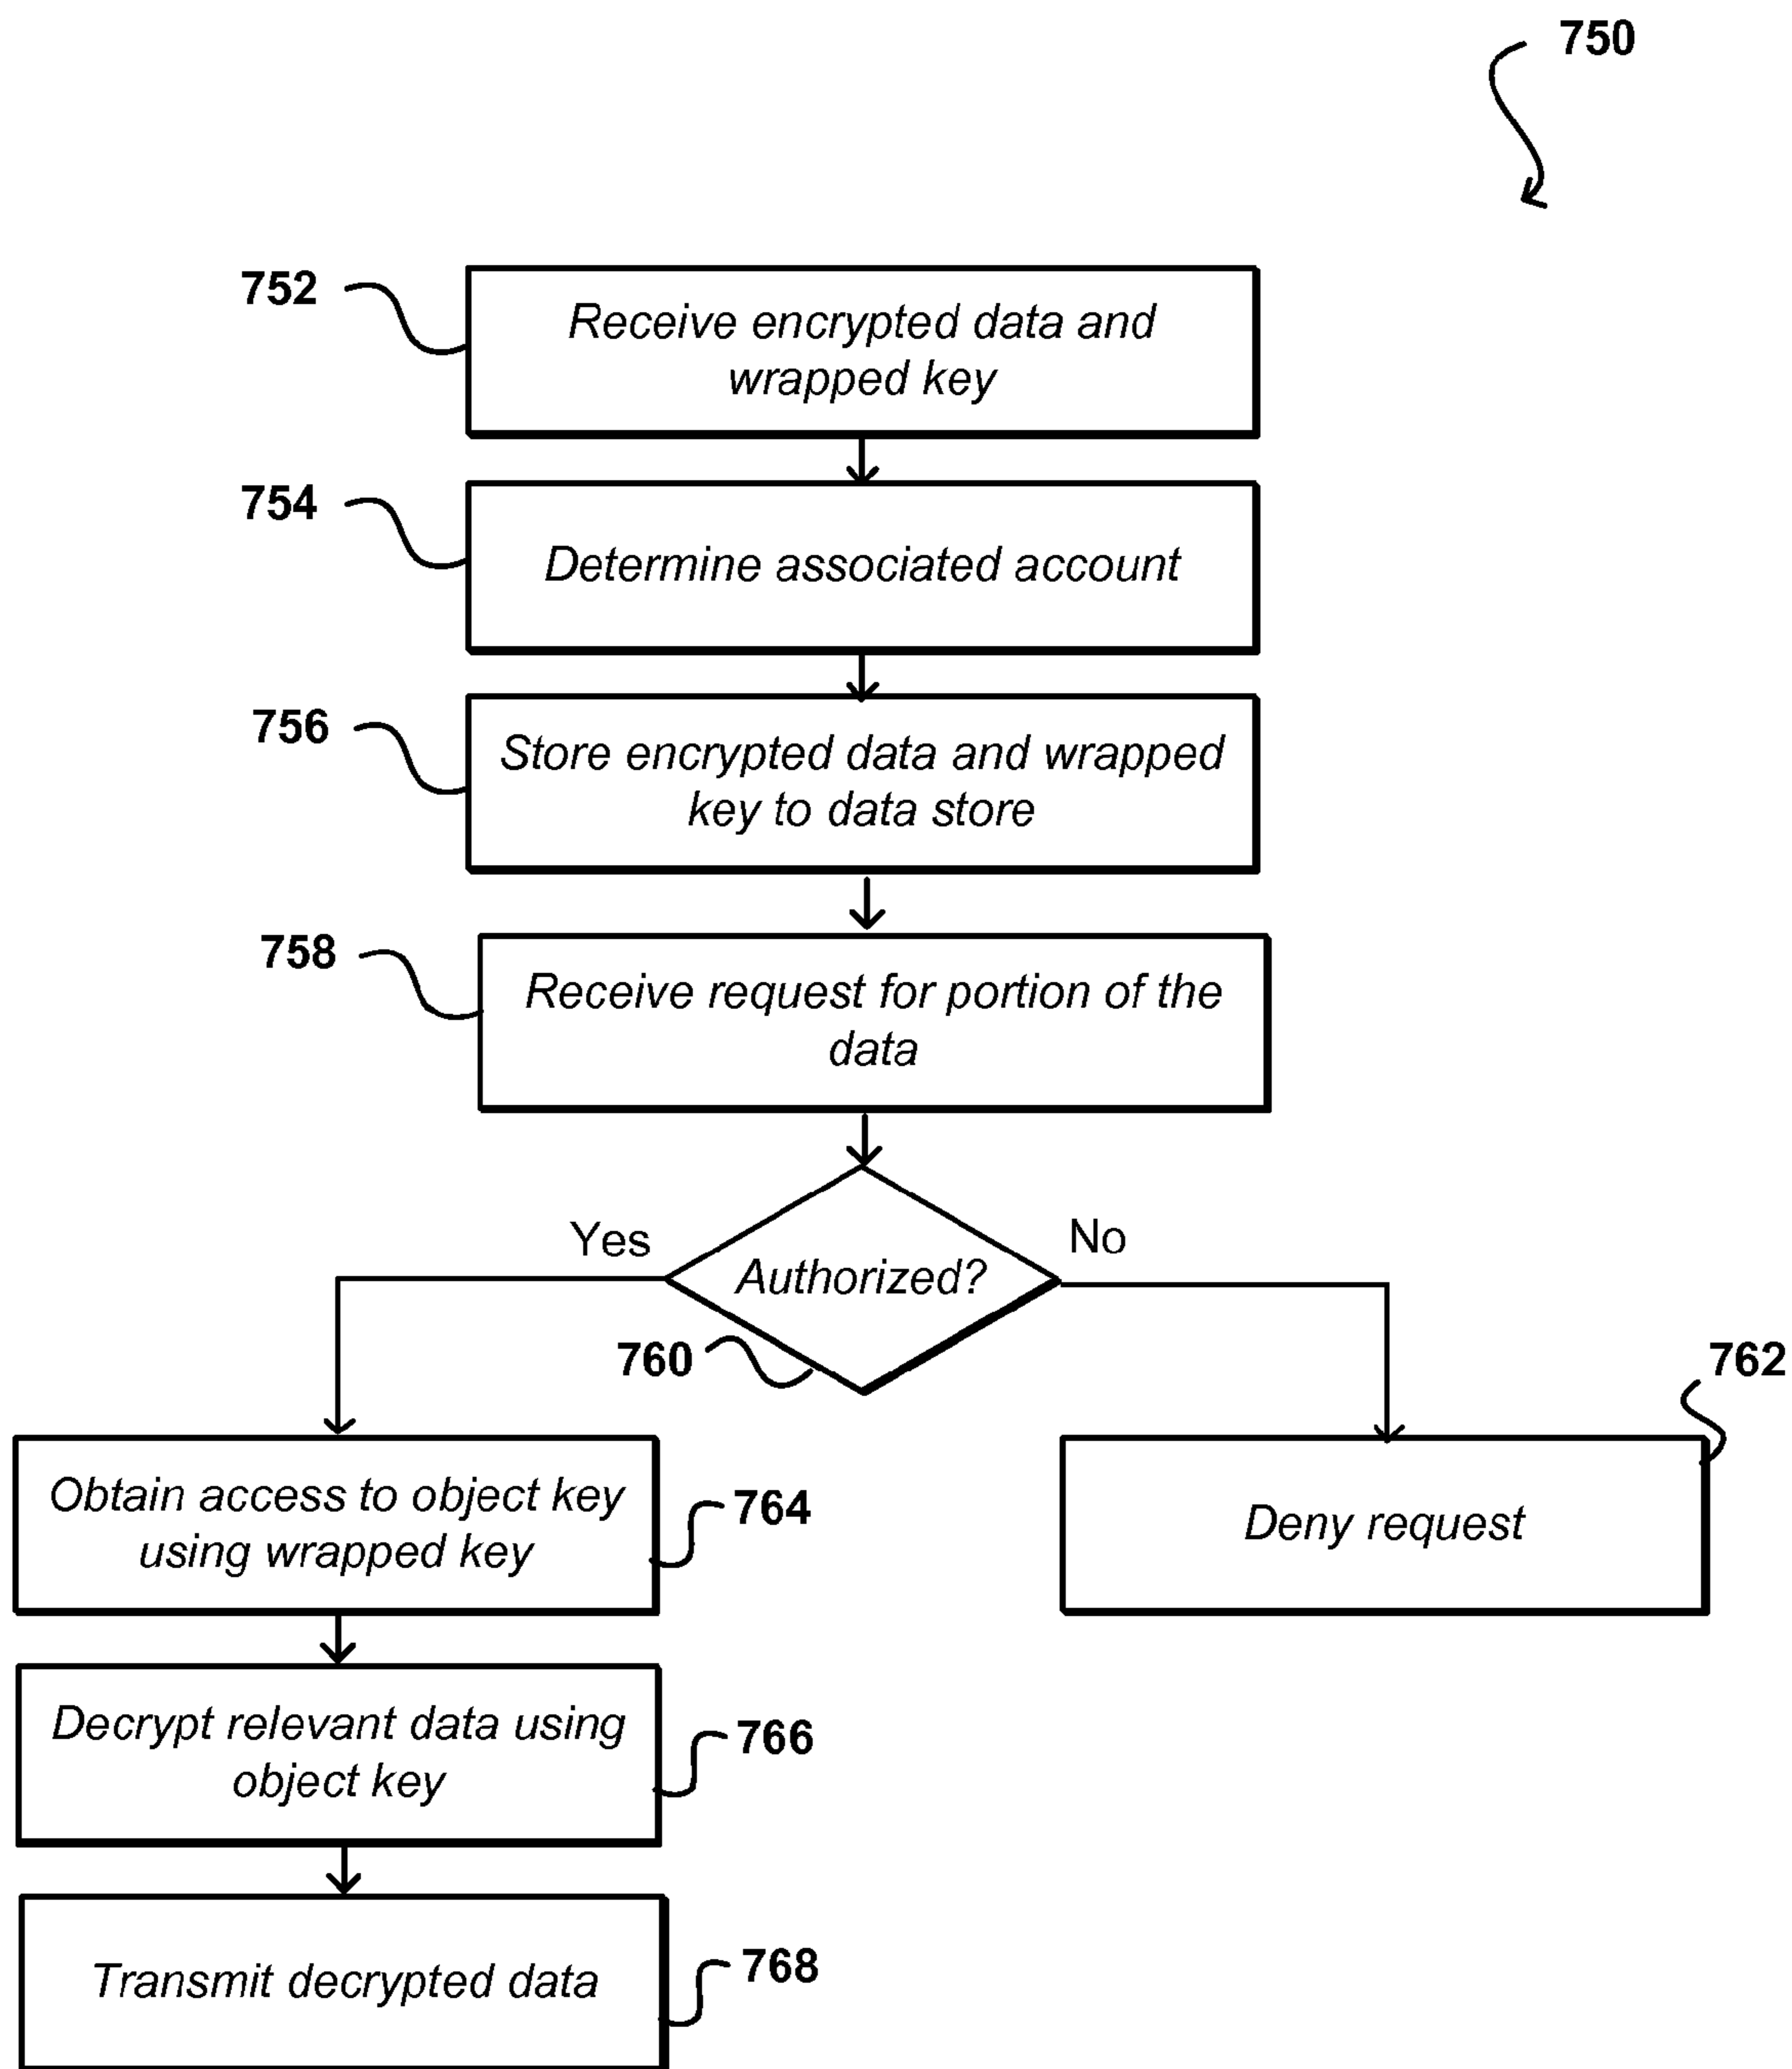 750
752
Receive encrypted data and
wrapped key
754
Determine associated account
756
Store encrypted data and wrapped
key to data store
758
Receive request for portion of the
data
Yes
No
Authorized?
760
762
Obtain access to object key
using wrapped key
764
Deny request
Decrypt relevant data using
object key
766
Transmit decrypted data
768